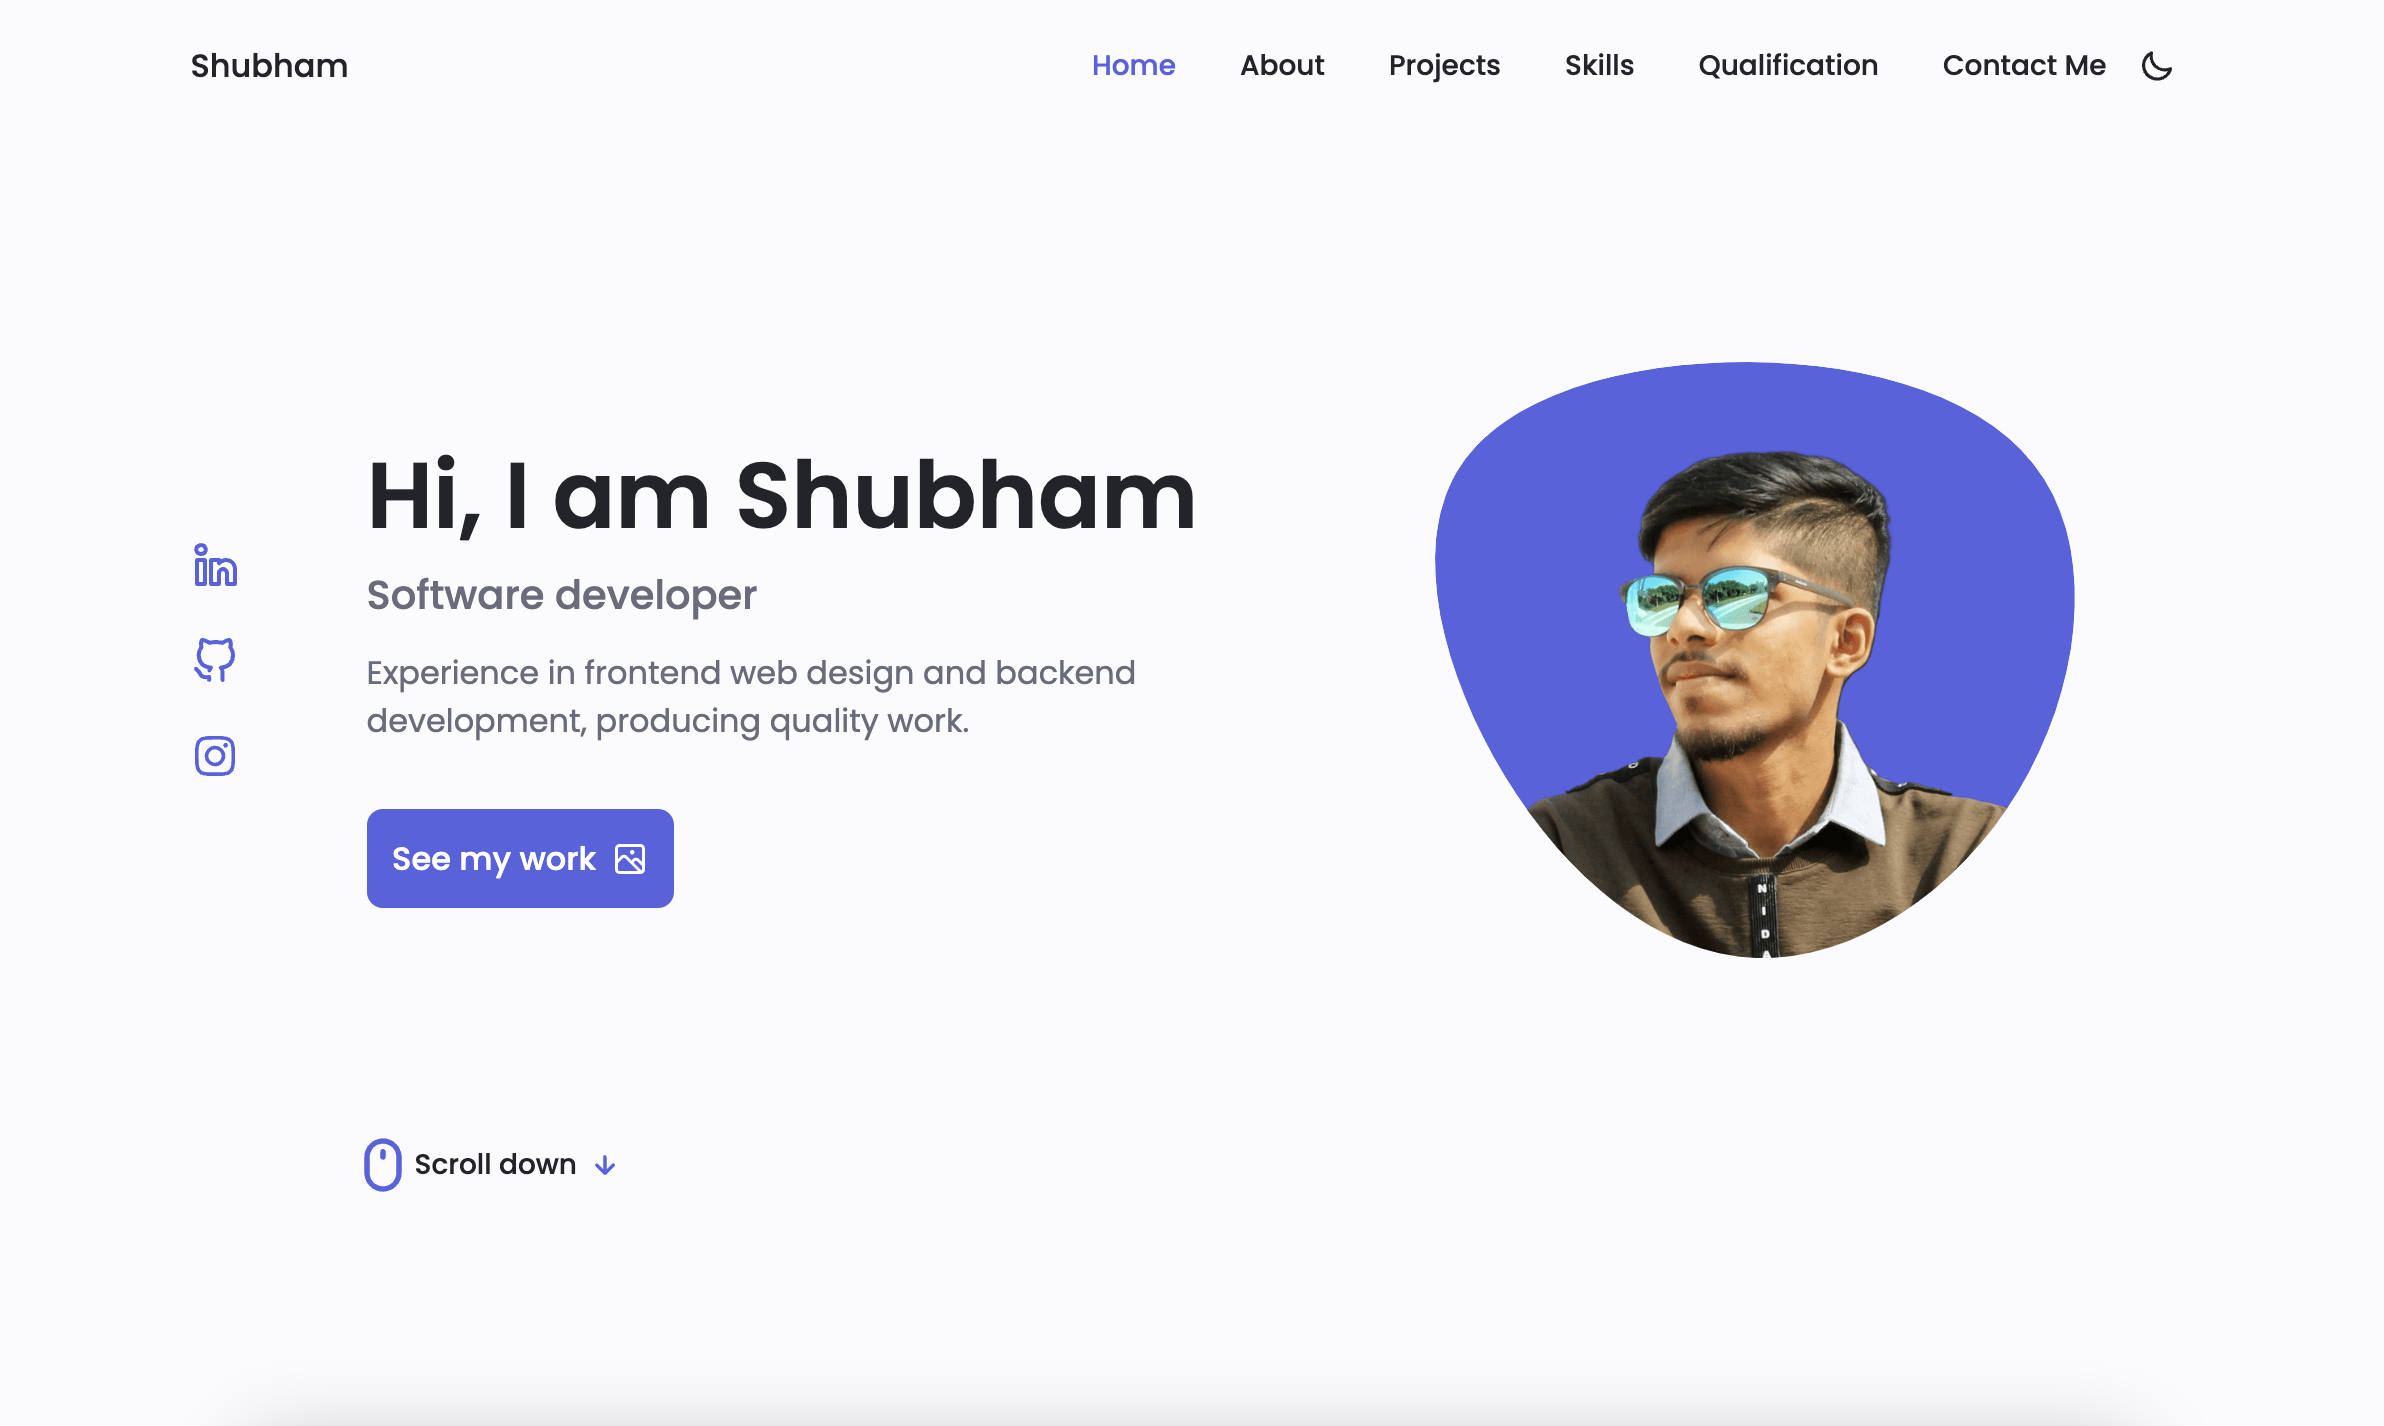 Shubham
Home About Projects Skills Qualification Contact Me
Hi, I am Shubham
Software developer
Experience in frontend web design and backend
development, producing quality work.
See my work
N
I
D
A
Scroll down